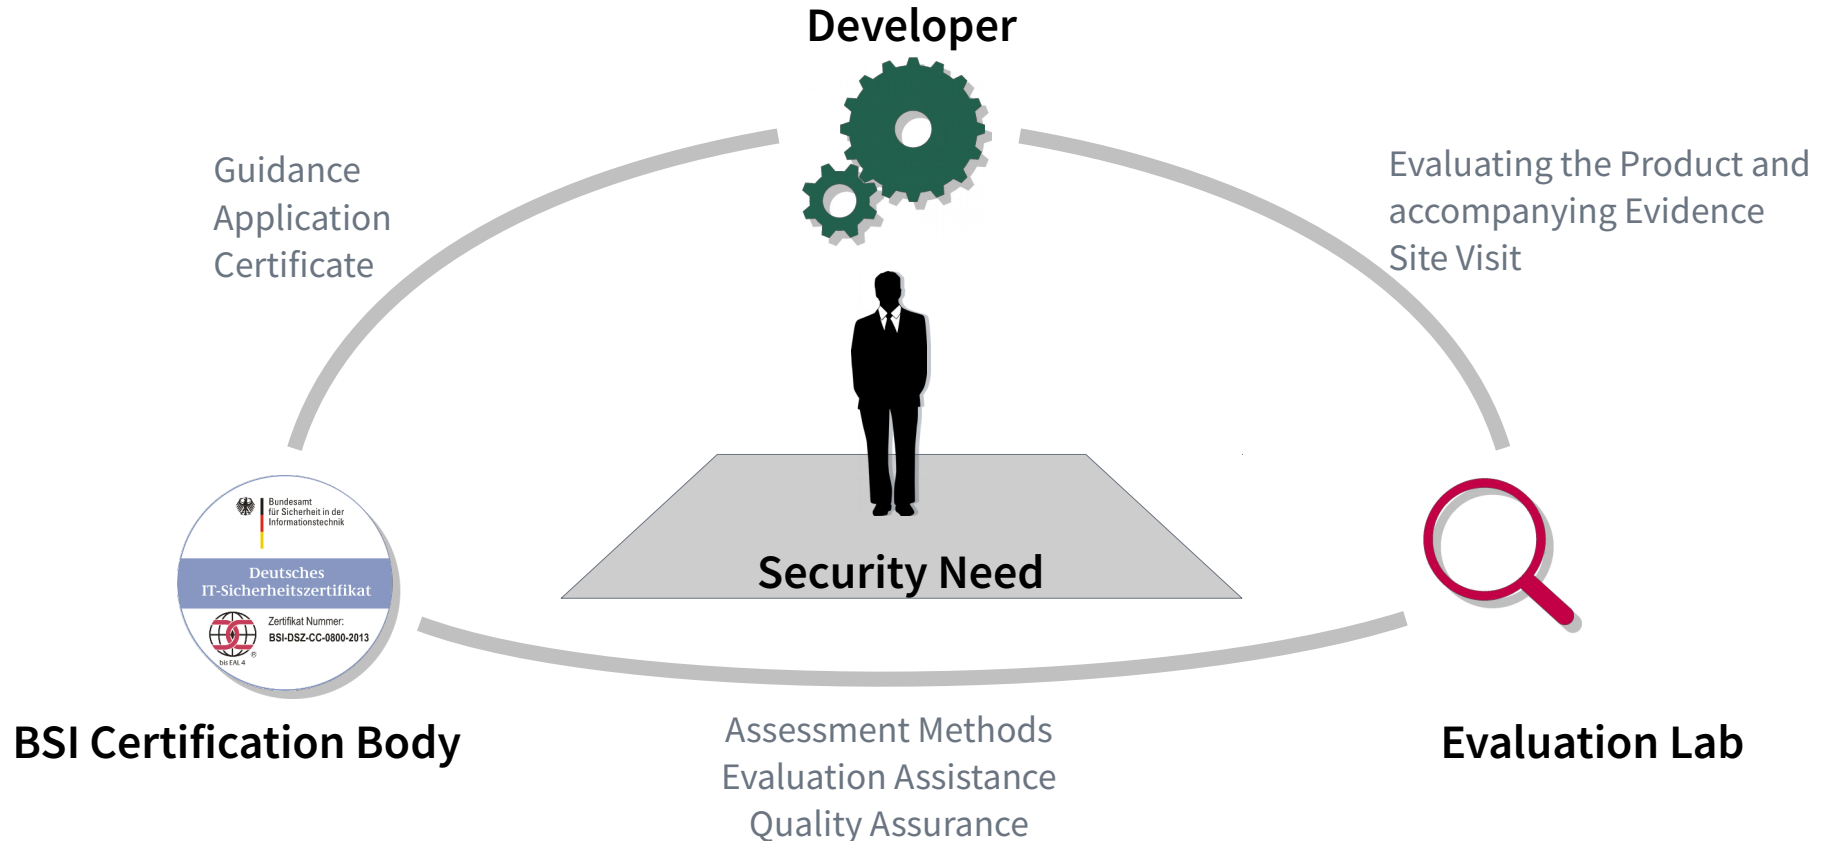 Developer
Guidance
Application
Certificate
Evaluating the Product and
accompanying Evidence
Site Visit
Bundesamt
für Sicherheit in der
Informationstechnik
Deutsches
IT-Sicherheitszertifikat
Zertifikat Nummer:
BSI-DSZ-CC-0800-2013
®
bis EAL 4
Security Need
BSI Certification Body
Evaluation Lab
Assessment Methods
Evaluation Assistance
Quality Assurance